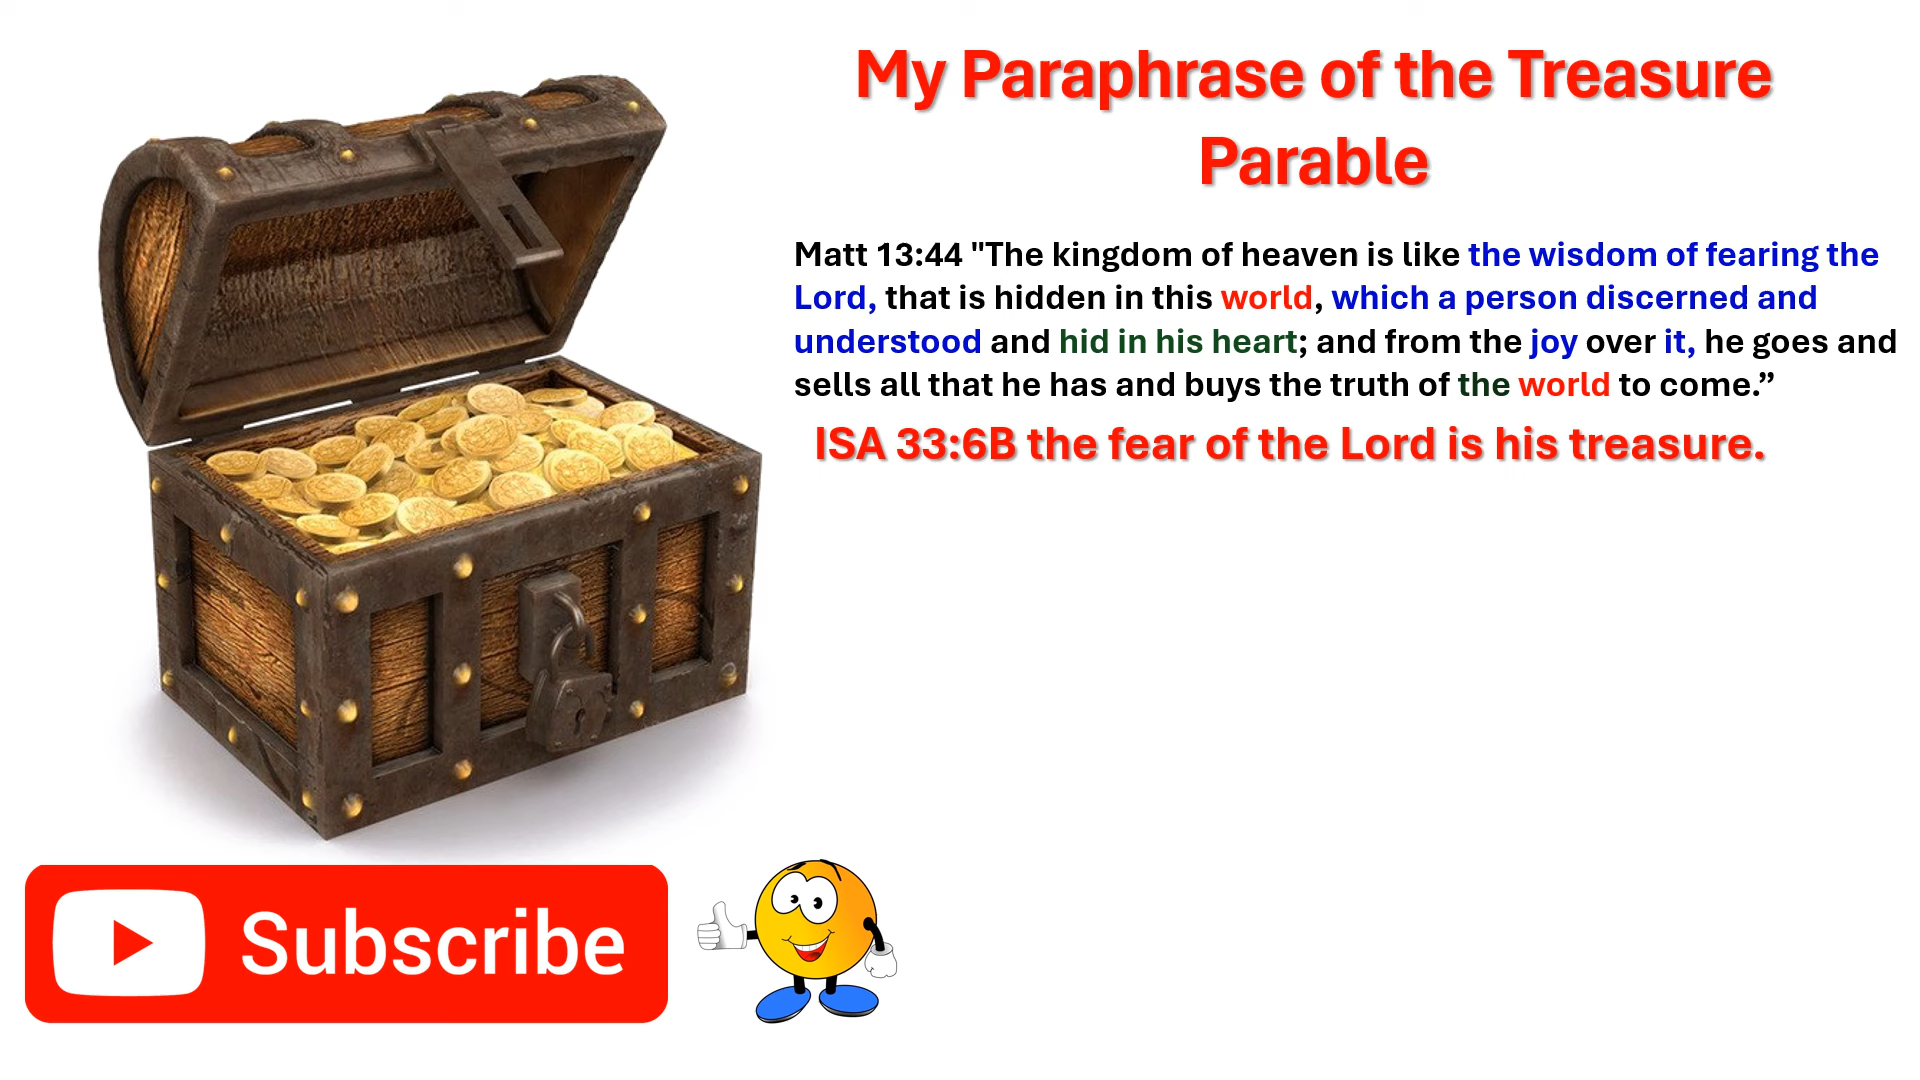 My Paraphrase of the Treasure
Parable
Matt 13:44 "The kingdom of heaven is like the wisdom of fearing the
Lord, that is hidden in this world, which a person discerned and
understood and hid in his heart; and from the joy over it, he goes and
sells all that he has and buys the truth of the world to come.”
ISA 33:6B the fear of the Lord is his treasure.
Subscribe